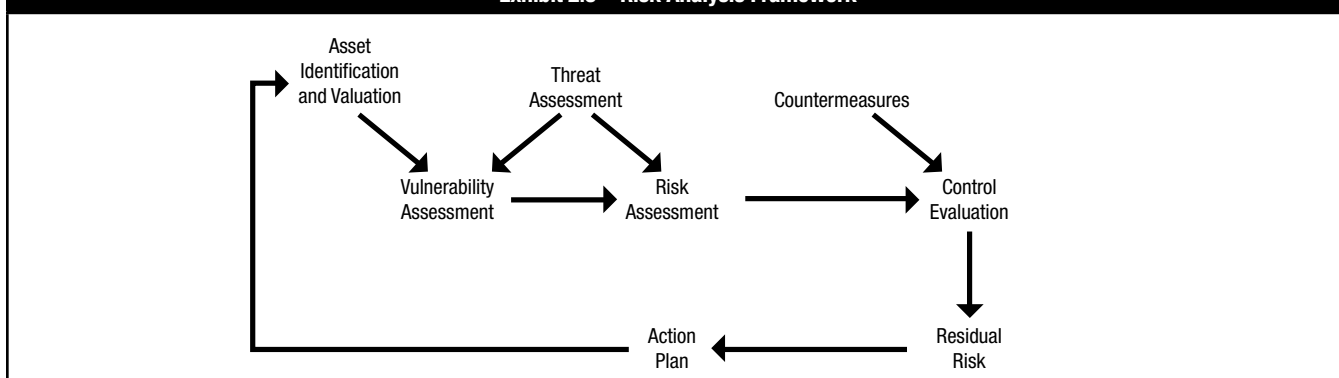 Exhibit — Risk Analysis Framework
Asset
Identification
and Valuation
Threat
Assessment
Countermeasures
Vulnerability
Assessment
Risk
Assessment
Control
Evaluation
Action
Plan
Residual
Risk